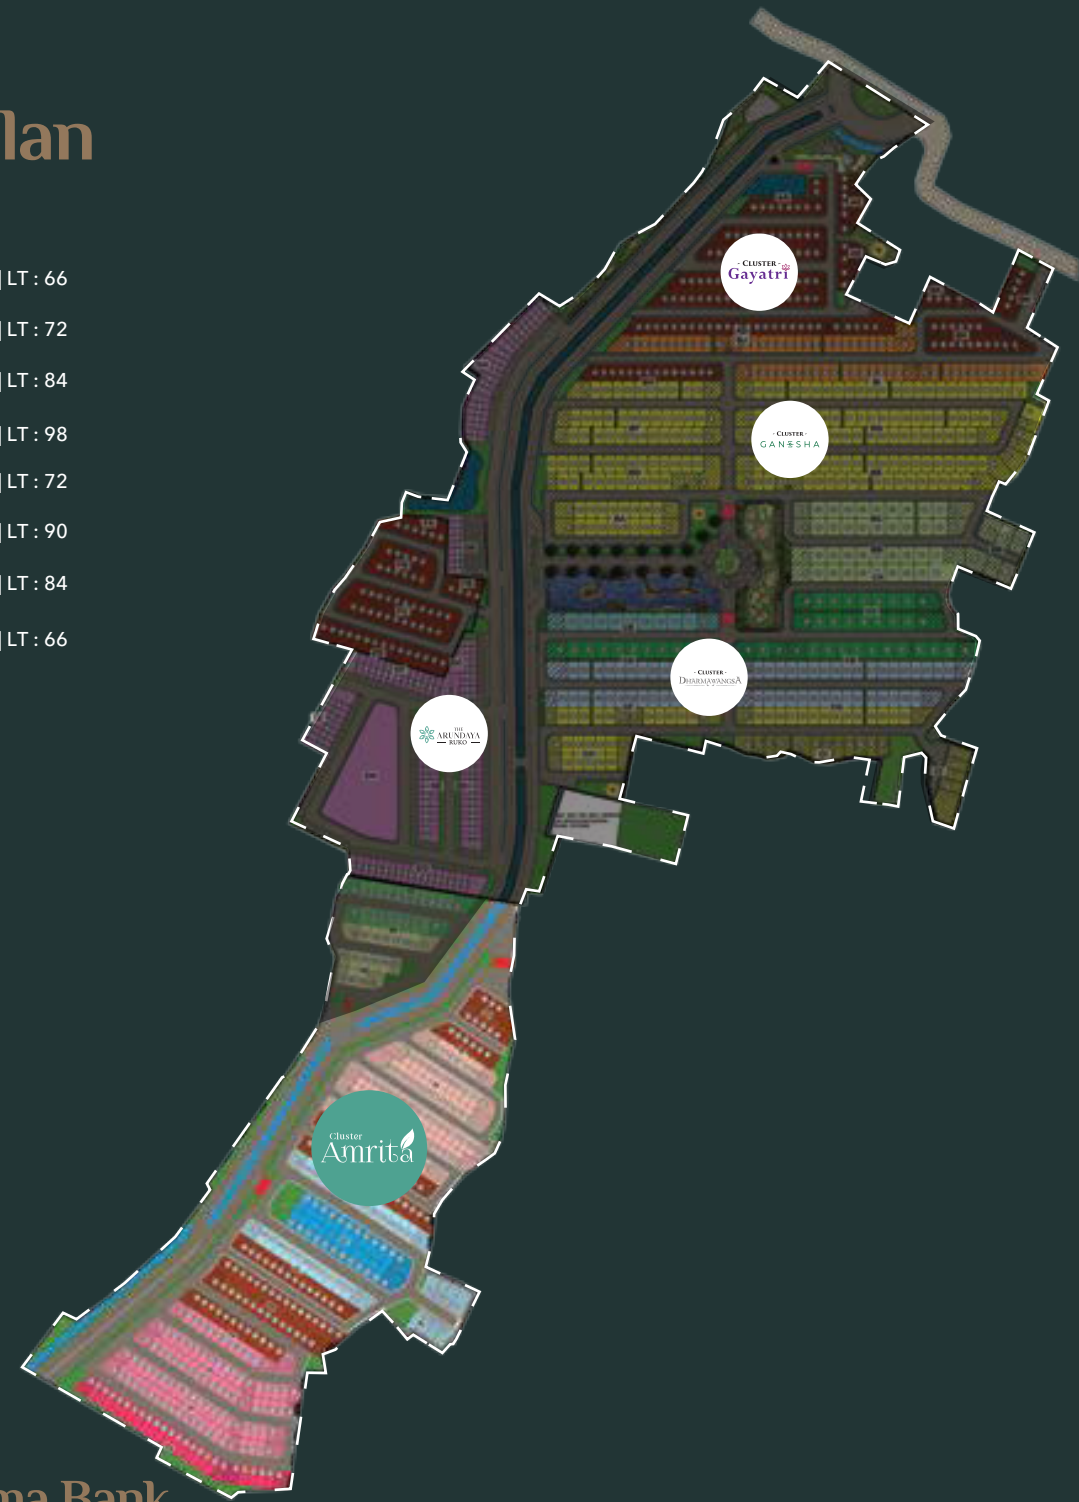 lan
| LT : 66
| LT : 72
| LT : 84
| LT : 98
| LT : 72
| LT : 90
| LT : 84
| LT : 66
- CLUSTER -
Gayatri
- CLUSTER -
GANESHA
- CLUSTER -
DHARMAWANGSA
THE
ARUNDAYA
RUKO
Cluster
Amrita
ma Bank